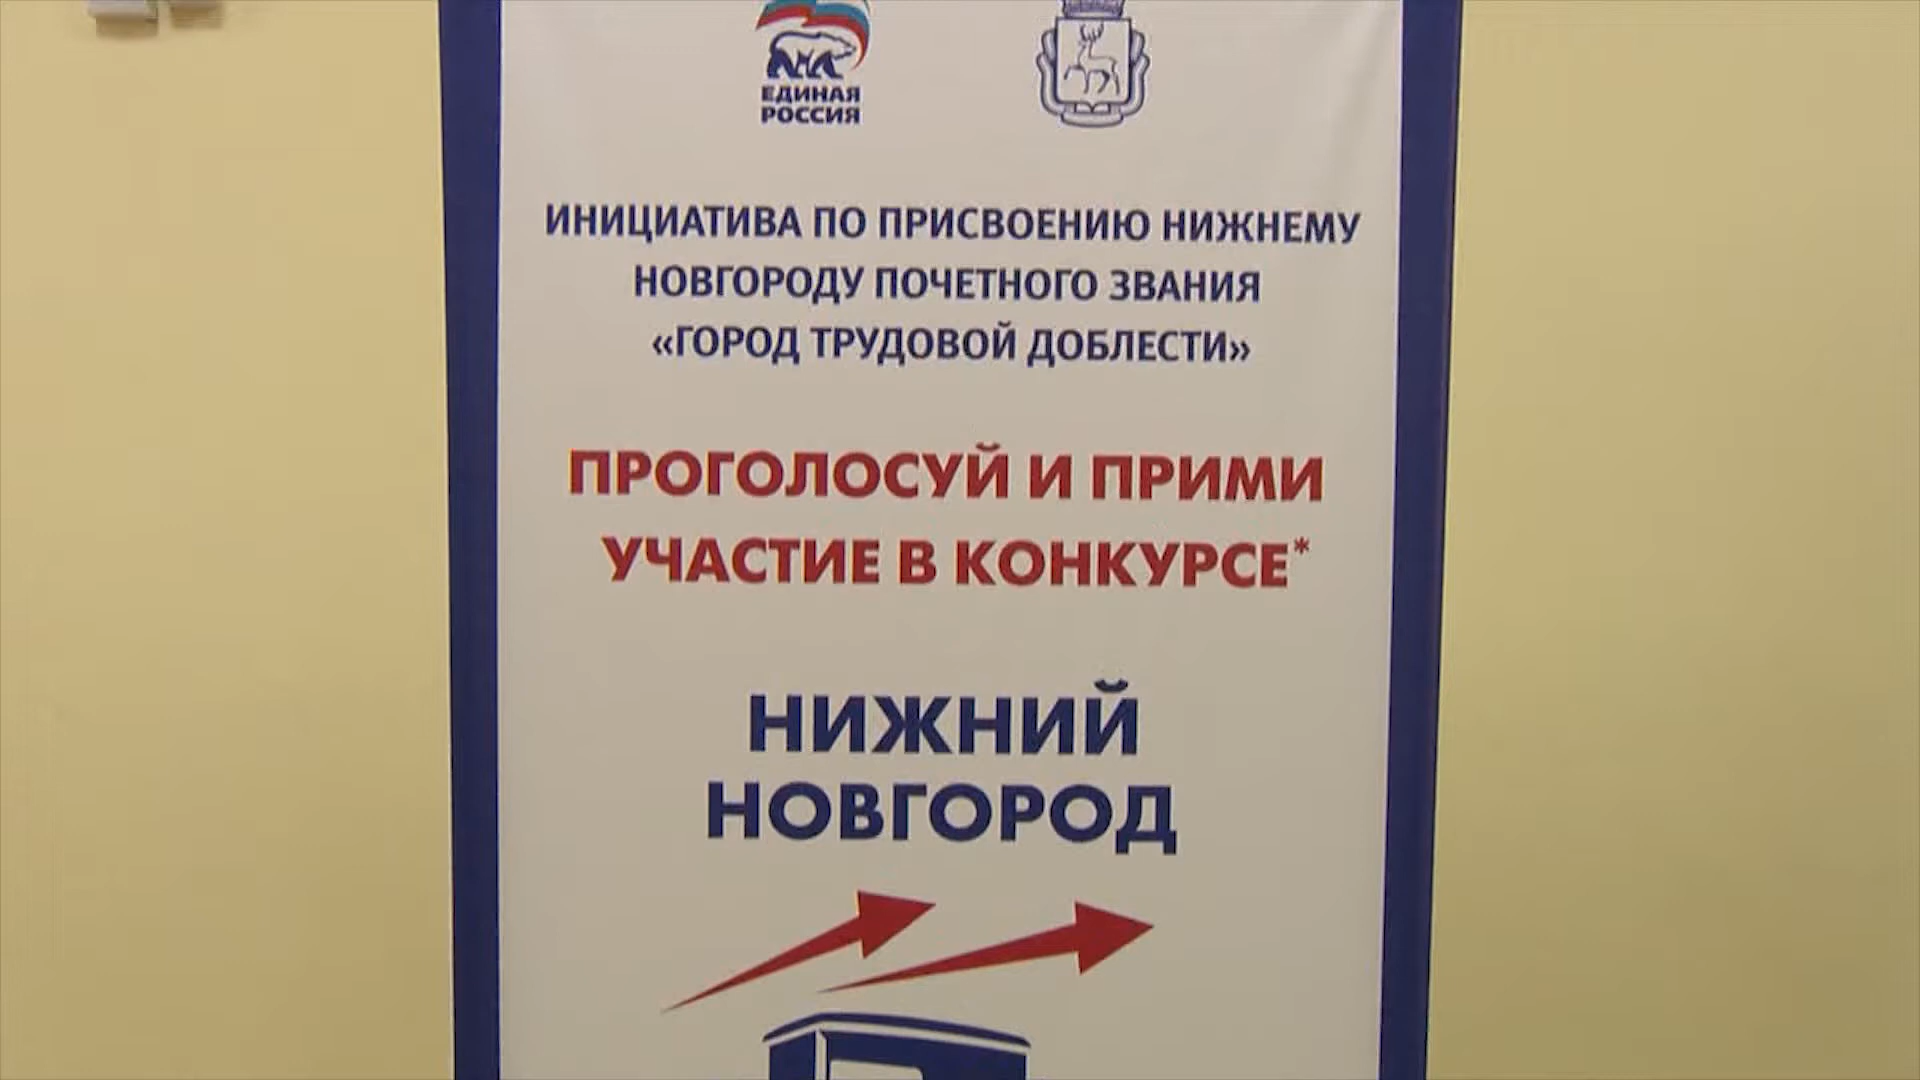 ЕДИНАЯ
РОССИЯ
ИНИЦИАТИВА ПО ПРИСВОЕНИЮ НИЖНЕМУ
НОВГОРОДУ ПОЧЕТНОГО ЗВАНИЯ
«ГОРОД ТРУДОВОЙ ДОБЛЕСТИ»
ПРОГОЛОСУЙ И ПРИМИ
УЧАСТИЕ В КОНКУРСЕ*
НИЖНИЙ
НОВГОРОД